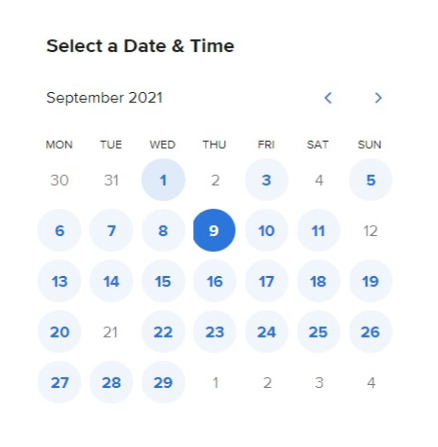 Select a Date & Time
September 2021
MON TUE WED THU FRI SAT SUN
30 31 1 2 3 4 5
6 7 8 9 10 11 12
13 14 15 16 17 18 19
20 21 22 23 24 25 26
27 28 29 1 2 3 4